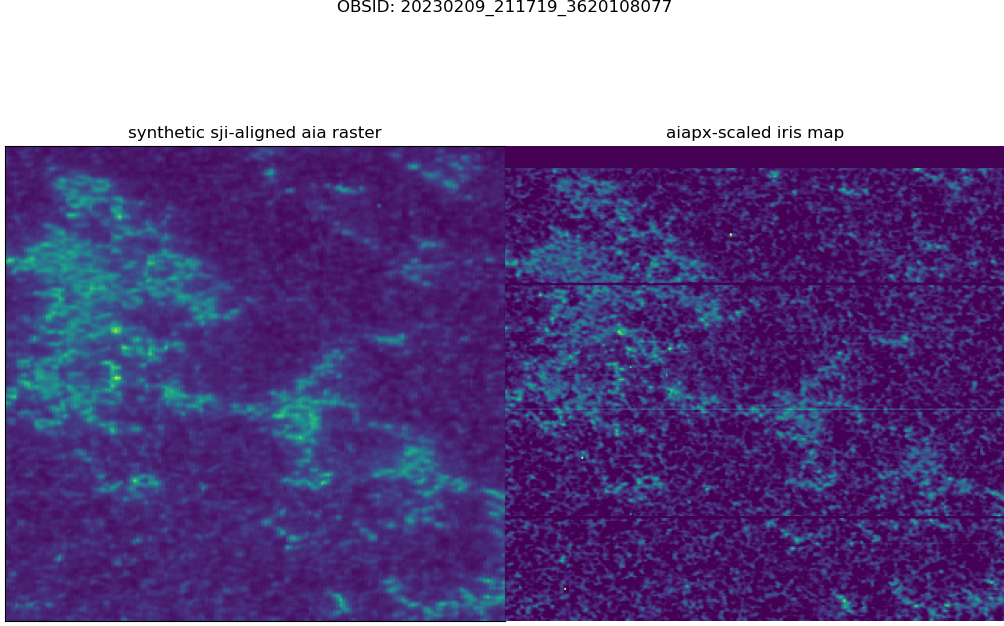 OBSID: 20230209_211719_3620108077
synthetic sji-aligned aia raster
aiapx-scaled iris map